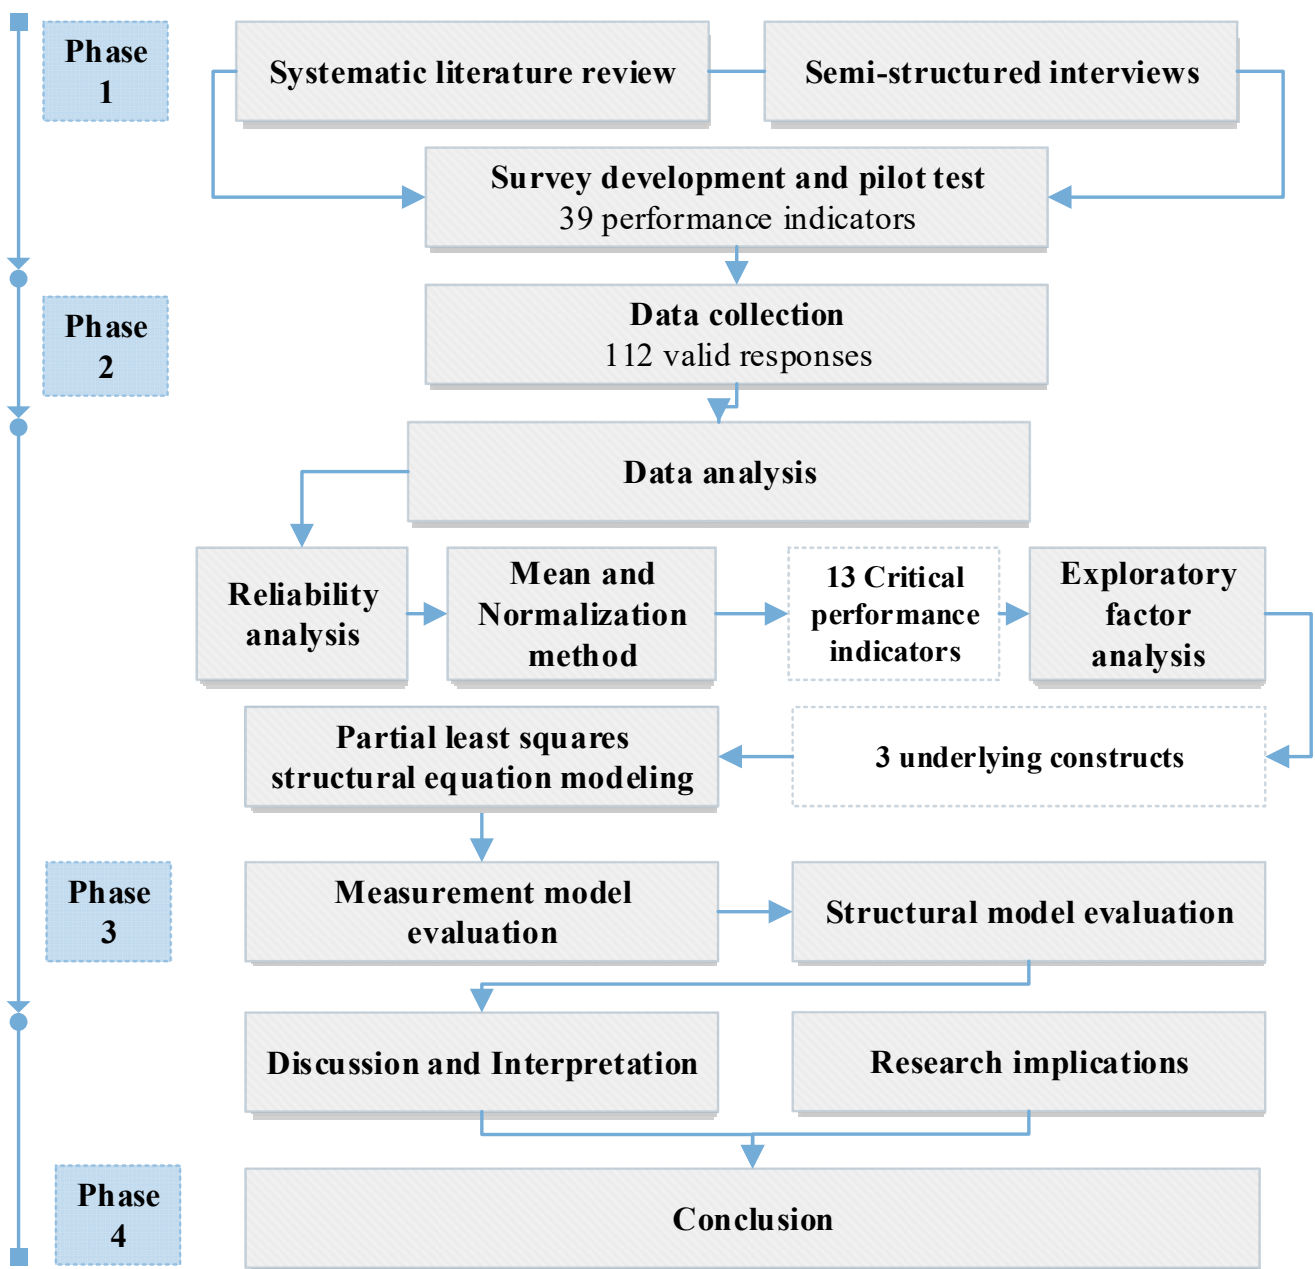 Phase
1
Systematic literature review
Semi-structured interviews
Survey development and pilot test
39 performance indicators
Phase
2
Data collection
112 valid responses
Data analysis
Reliability
analysis
Mean and
Normalization
method
13 Critical
performance
indicators
Exploratory
factor
analysis
Partial least squares
structural equation modeling
3 underlying constructs
Phase
3
Measurement model
evaluation
Structural model evaluation
Discussion and Interpretation
Research implications
Phase
4
Conclusion